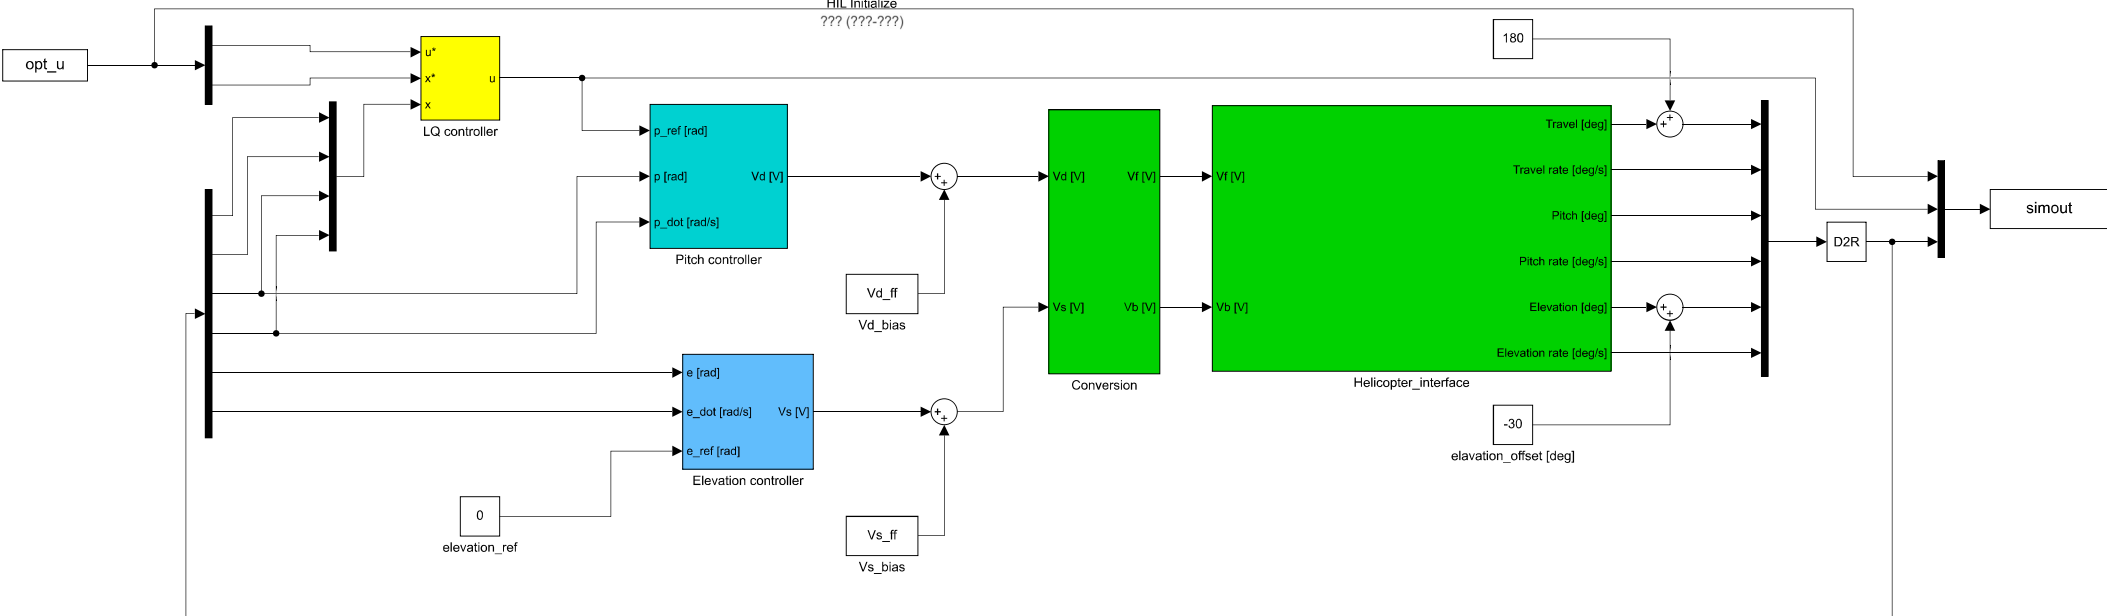 HIL Initialize
??? (???-???)
opt_u
u*
x*
x
u
LQ controller
180
p_ref [rad]
p [rad]
p_dot [rad/s]
Vd [V]
Pitch controller
+
+
Vd_ff
Vd_bias
Vd [V]
Vs [V]
Vf [V]
Vb [V]
Conversion
Vf [V]
Vb [V]
Travel [deg]
Travel rate [deg/s]
Pitch [deg]
Pitch rate [deg/s]
Elevation [deg]
Elevation rate [deg/s]
Helicopter_interface
+
+
+
+
D2R
simout
e [rad]
e_dot [rad/s]
e_ref [rad]
Vs [V]
Elevation controller
+
+
-30
elavation_offset [deg]
0
elevation_ref
Vs_ff
Vs_bias